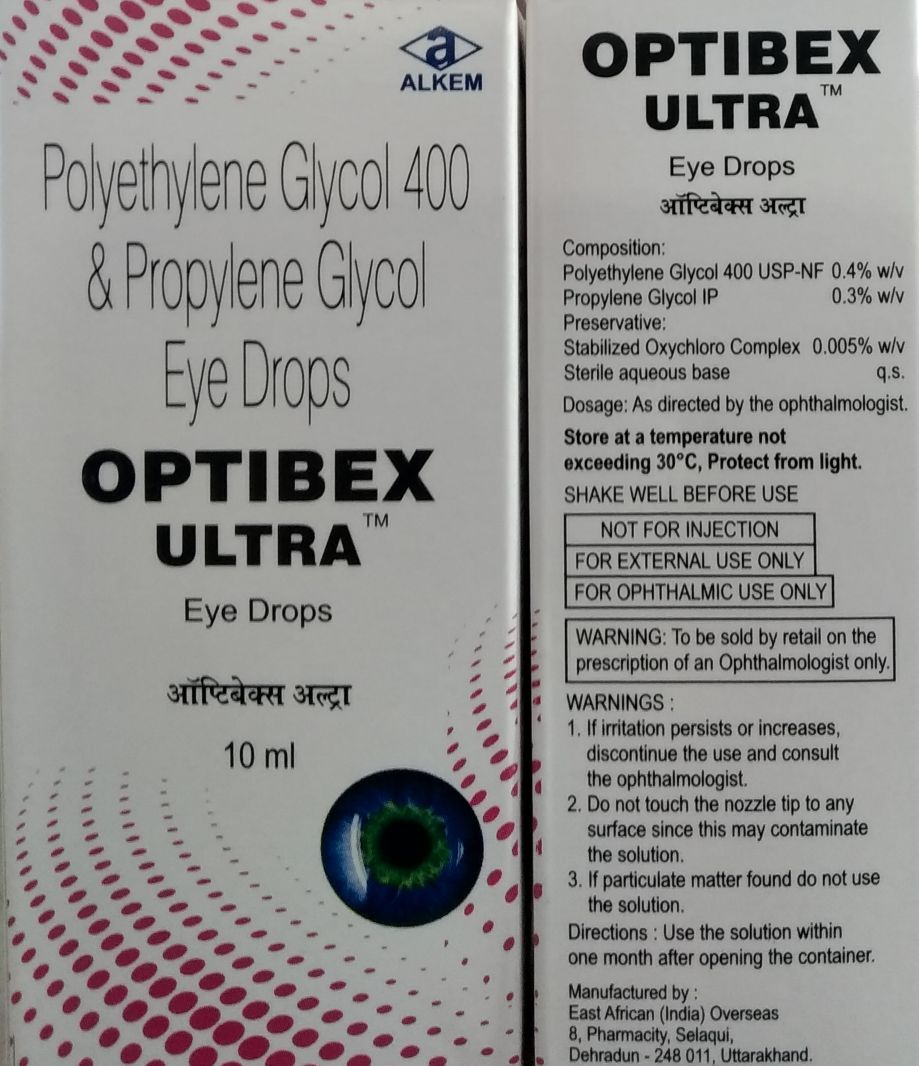 a
ALKEM
Polyethylene Glycol 400
& Propylene Glycol
Eye Drops
OPTIBEX
ULTRA™
Eye Drops
ऑप्टिबेक्स अल्ट्रा
10 ml
OPTIBEX
ULTRA™
Eye Drops
ऑप्टिबेक्स अल्ट्रा
Composition:
Polyethylene Glycol 400 USP-NF 0.4% w/v
Propylene Glycol IP 0.3% w/v
Preservative:
Stabilized Oxychloro Complex 0.005% w/v
Sterile aqueous base q.s.
Dosage: As directed by the ophthalmologist.
Store at a temperature not
exceeding 30°C, Protect from light.
SHAKE WELL BEFORE USE
NOT FOR INJECTION
FOR EXTERNAL USE ONLY
FOR OPHTHALMIC USE ONLY
WARNING: To be sold by retail on the
prescription of an Ophthalmologist only.
WARNINGS :
1. If irritation persists or increases,
discontinue the use and consult
the ophthalmologist.
2. Do not touch the nozzle tip to any
surface since this may contaminate
the solution.
3. If particulate matter found do not use
the solution.
Directions : Use the solution within
one month after opening the container.
Manufactured by :
East African (India) Overseas
8, Pharmacity, Selaqui,
Dehradun - 248 011, Uttarakhand.